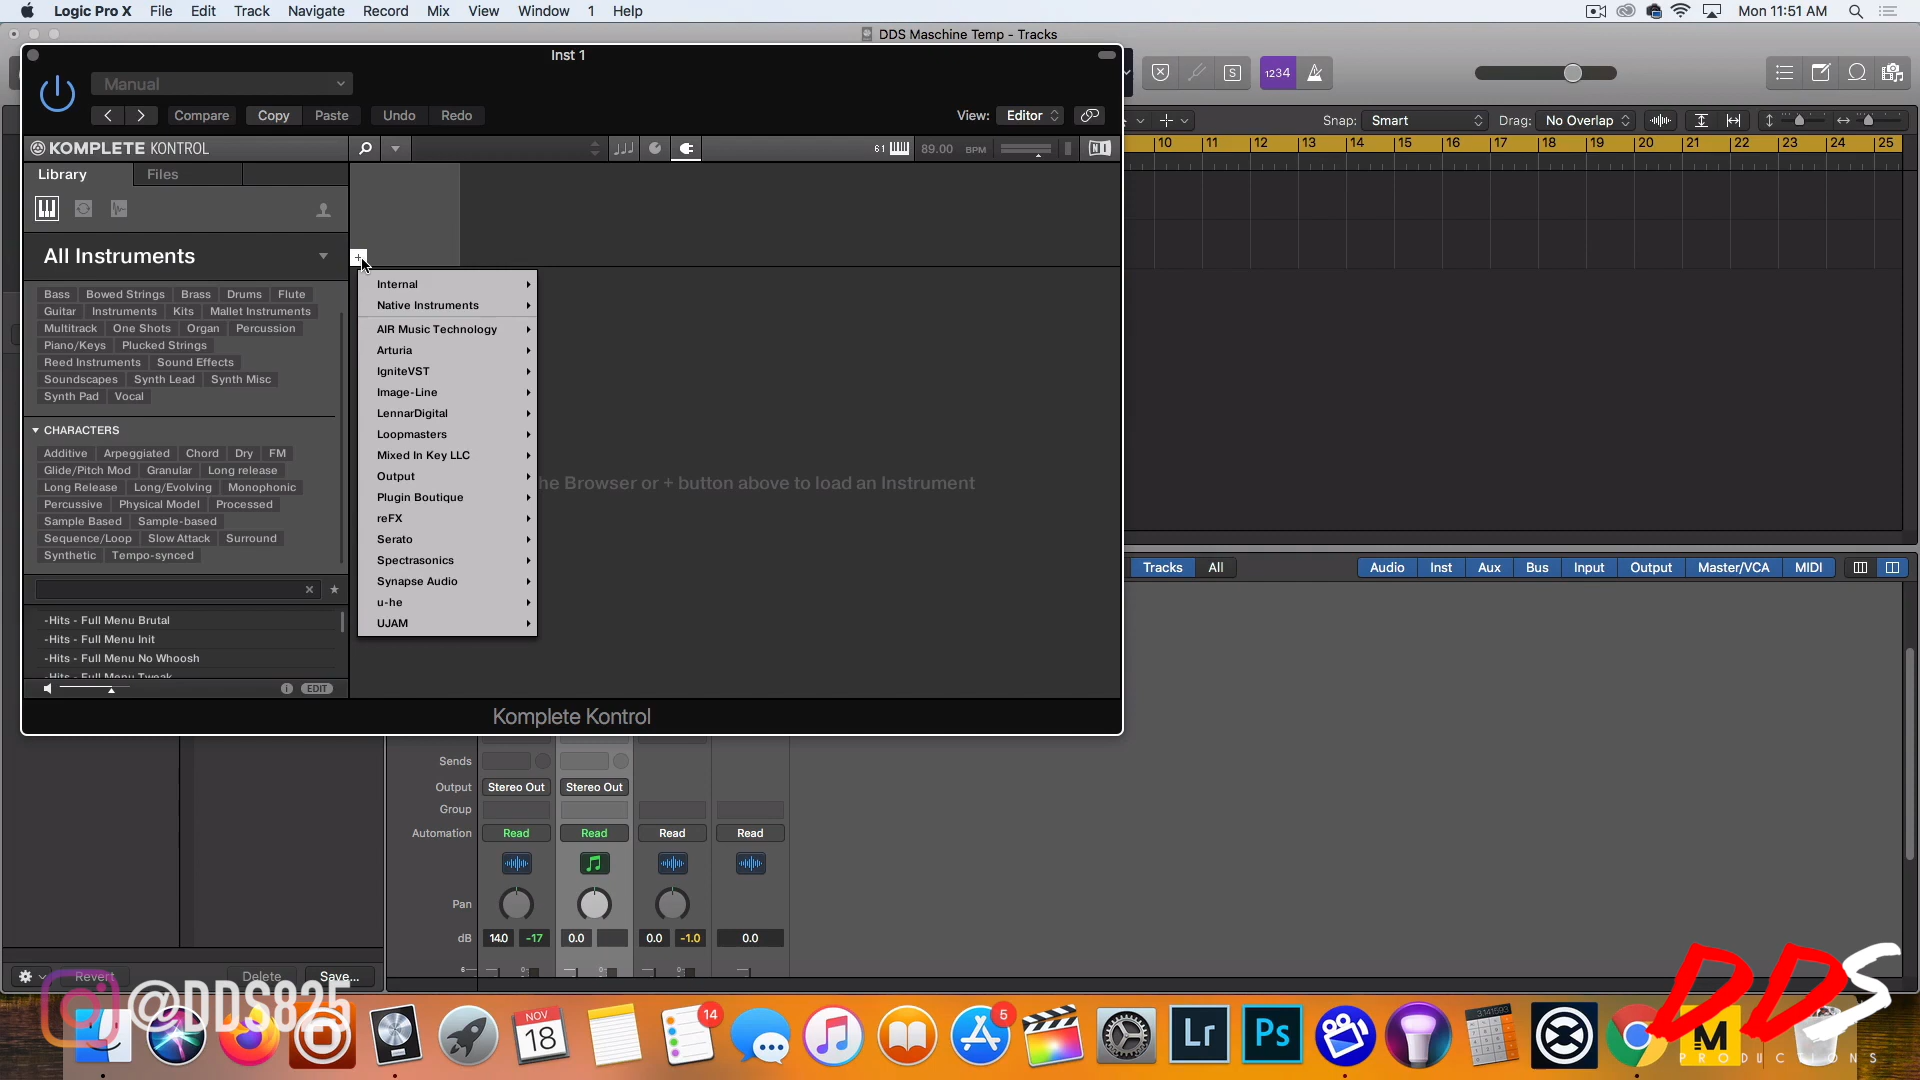 Logic Pro X File Edit Track Navigate Record Mix View Window 1 Help
Mon 11:51 AM
DDS Maschine Temp - Tracks
Inst 1
Manual
Compare Copy Paste Undo Redo
View: Editor
S
1234
Snap: Smart
Drag: No Overlap
KOMPLETE KONTROL
61
89.00 BPM
10 11 12 13 14 15 16 17 18 19 20 21 22 23 24 25
Library Files
All Instruments
Bass Bowed Strings Brass Drums Flute
Guitar Instruments Kits Mallet Instruments
Multitrack One Shots Organ Percussion
Piano/Keys Plucked Strings
Reed Instruments Sound Effects
Soundscapes Synth Lead Synth Misc
Synth Pad Vocal
CHARACTERS
Additive Arpeggiated Chord Dry FM
Glide/Pitch Mod Granular Long release
Long Release Long/Evolving Monophonic
Percussive Physical Model Processed
Sample Based Sample-based
Sequence/Loop Slow Attack Surround
Synthetic Tempo-synced
-Hits - Full Menu Brutal
-Hits - Full Menu Init
-Hits - Full Menu No Whoosh
-Hits - Full Menu Tweak
EDIT
Internal
Native Instruments
AIR Music Technology
Arturia
IgniteVST
Image-Line
LennarDigital
Loopmasters
Mixed In Key LLC
Output
Plugin Boutique
reFX
Serato
Spectrasonics
Synapse Audio
u-he
UJAM
he Browser or + button above to load an Instrument
Komplete Kontrol
Tracks All
Audio Inst Aux Bus Input Output Master/VCA MIDI
Sends
Output Stereo Out Stereo Out
Group
Automation Read Read Read Read
Pan
dB 14.0 -17 0.0 0.0 -1.0 0.0
6
Revert Delete Save...
@DDS825
NOV
18
14
5
Lr
Ps
3.141593
M
DDS
PRODUCTIONS